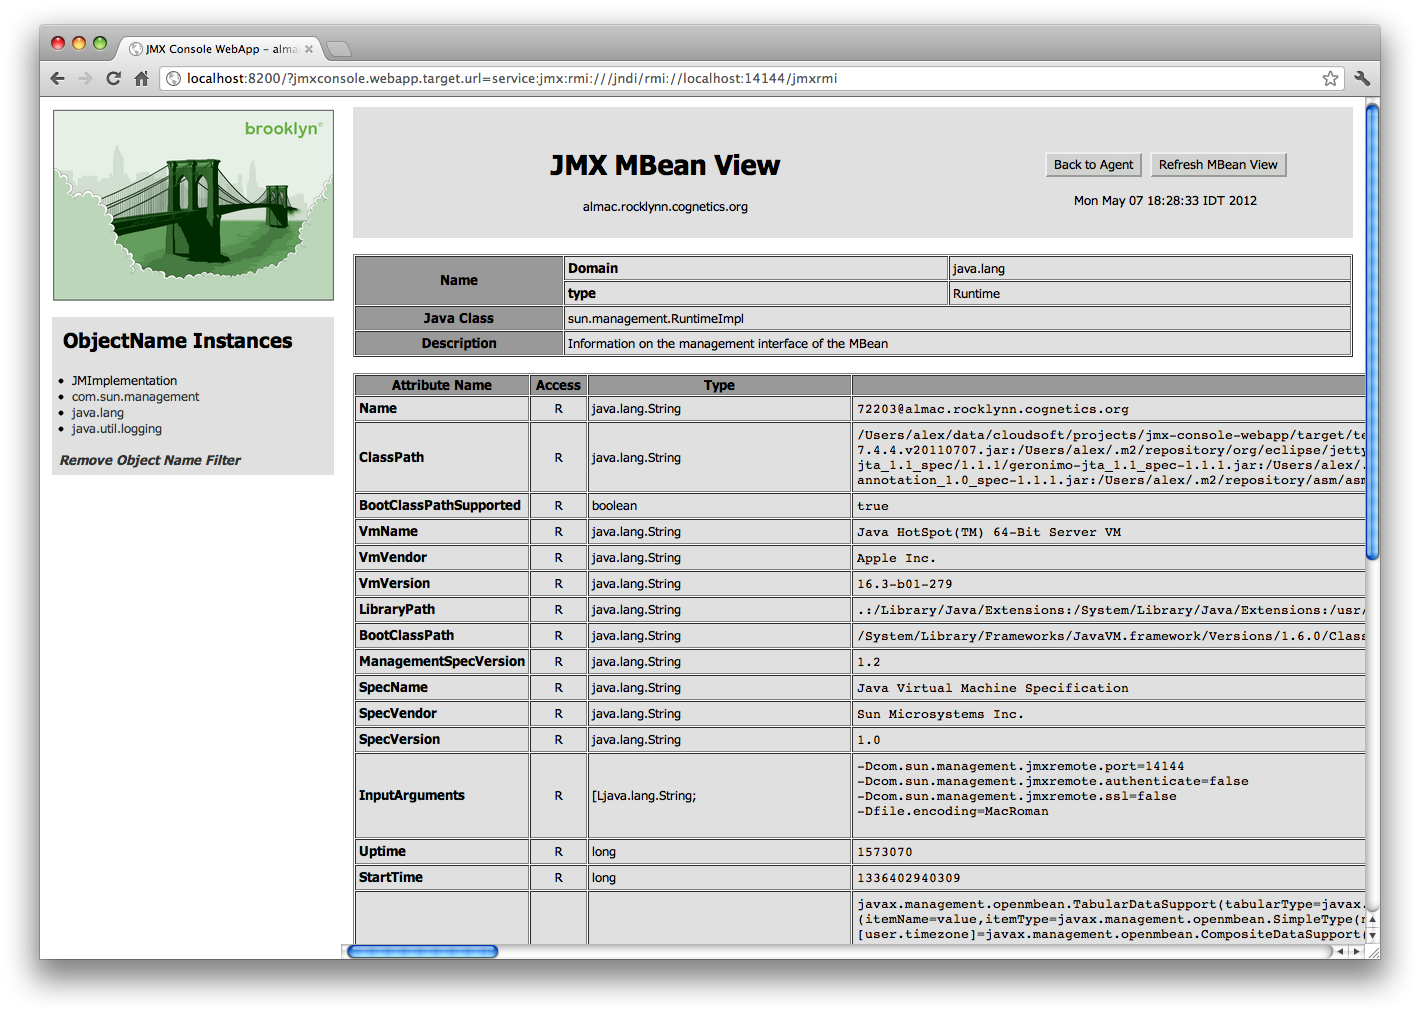 JMX Console WebApp – alma
localhost:8200/?jmxconsole.webapp.target.url=service:jmx:rmi:///jndi/rmi://localhost:14144/jmxrmi
brooklyn
ObjectName Instances
JMImplementation
com.sun.management
java.lang
java.util.logging
Remove Object Name Filter
JMX MBean View
almac.rocklynn.cognetics.org
Back to Agent Refresh MBean View
Mon May 07 18:28:33 IDT 2012
Name Domain java.lang
type Runtime
Java Class sun.management.RuntimeImpl
Description Information on the management interface of the MBean
Attribute Name Access Type
Name R java.lang.String 72203@almac.rocklynn.cognetics.org
ClassPath R java.lang.String /Users/alex/data/cloudsoft/projects/jmx-console-webapp/target/te
7.4.4.v20110707.jar:/Users/alex/.m2/repository/org/eclipse/jetty
jta_1.1_spec/1.1.1/geronimo-jta_1.1_spec-1.1.1.jar:/Users/alex/.
annotation_1.0_spec-1.1.1.jar:/Users/alex/.m2/repository/asm/asm
BootClassPathSupported R boolean true
VmName R java.lang.String Java HotSpot(TM) 64-Bit Server VM
VmVendor R java.lang.String Apple Inc.
VmVersion R java.lang.String 16.3-b01-279
LibraryPath R java.lang.String .:/Library/Java/Extensions:/System/Library/Java/Extensions:/usr/
BootClassPath R java.lang.String /System/Library/Frameworks/JavaVM.framework/Versions/1.6.0/Class
ManagementSpecVersion R java.lang.String 1.2
SpecName R java.lang.String Java Virtual Machine Specification
SpecVendor R java.lang.String Sun Microsystems Inc.
SpecVersion R java.lang.String 1.0
InputArguments R [Ljava.lang.String; -Dcom.sun.management.jmxremote.port=14144
-Dcom.sun.management.jmxremote.authenticate=false
-Dcom.sun.management.jmxremote.ssl=false
-Dfile.encoding=MacRoman
Uptime R long 1573070
StartTime R long 1336402940309
javax.management.openmbean.TabularDataSupport(tabularType=javax.
(itemName=value,itemType=javax.management.openmbean.SimpleType(n
[user.timezone]=javax.management.openmbean.CompositeDataSupport(